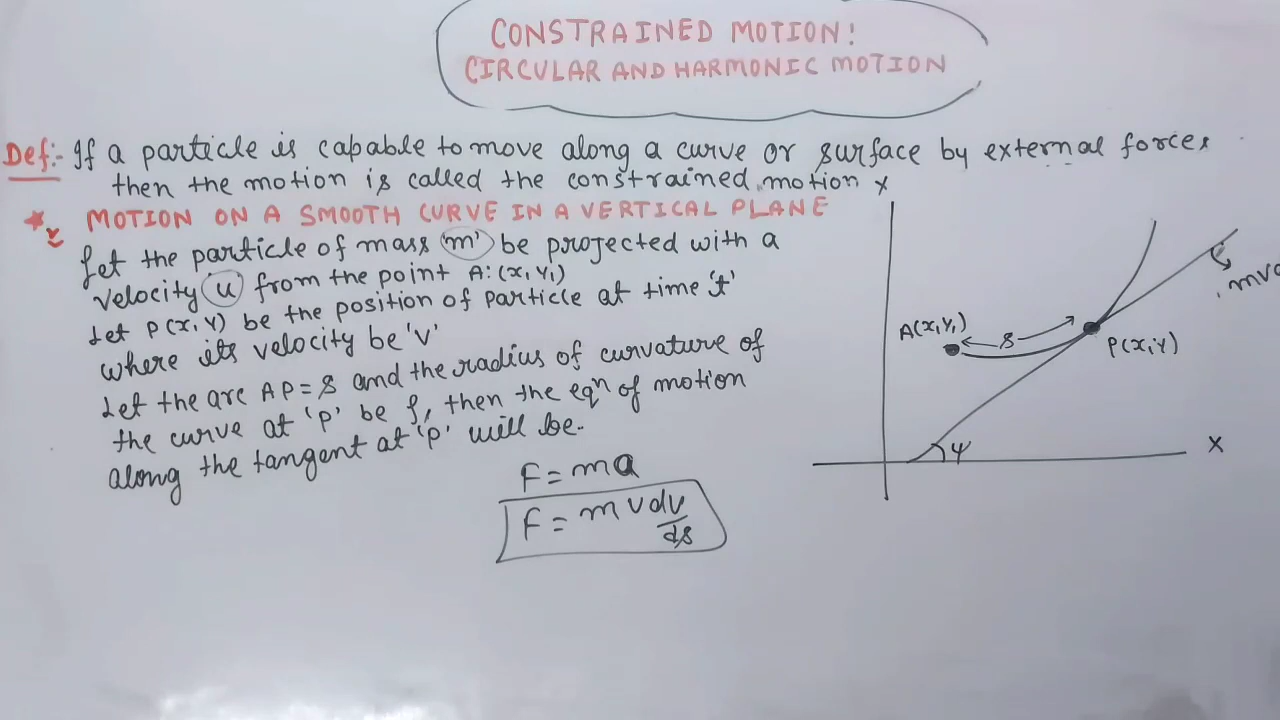 CONSTRAINED MOTION:
CIRCULAR AND HARMONIC MOTION
Def:- If a particle is capable to move along a curve or surface by external forces
then the motion is called the constrained motion
MOTION ON A SMOOTH CURVE IN A VERTICAL PLANE
Let the particle of mass 'm' be projected with a
velocity u from the point A:(x,Y₁)
Let P(x,Y) be the position of particle at time 't'
where its velocity be 'v'
Let the arc AP=s and the radius of curvature of
the curve at 'P' be ρ, then the eqⁿ of motion
along the tangent at 'P' will be.
F = ma
F = m v dv/ds
Y
A(x,Y₁)
s
P(x,Y)
ψ
X